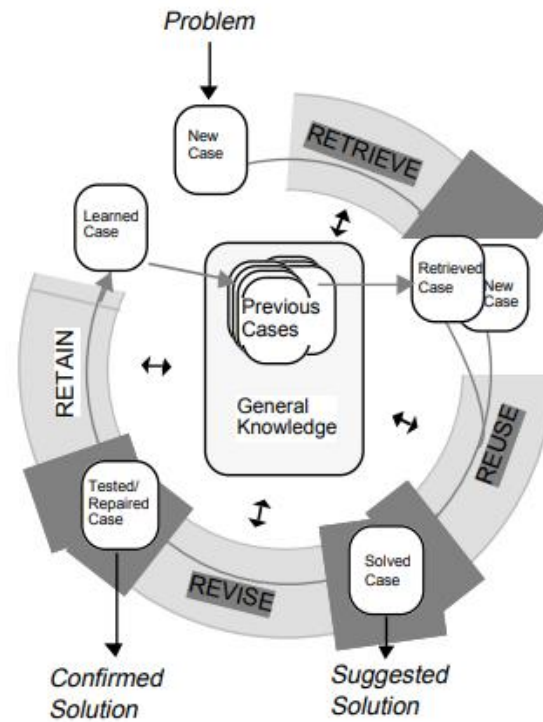 Problem
New
Case
RETRIEVE
Learned
Case
Retrieved
Case
New
Case
Previous
Cases
General
Knowledge
RETAIN
REUSE
Tested/
Repaired
Case
Solved
Case
REVISE
Confirmed
Solution
Suggested
Solution